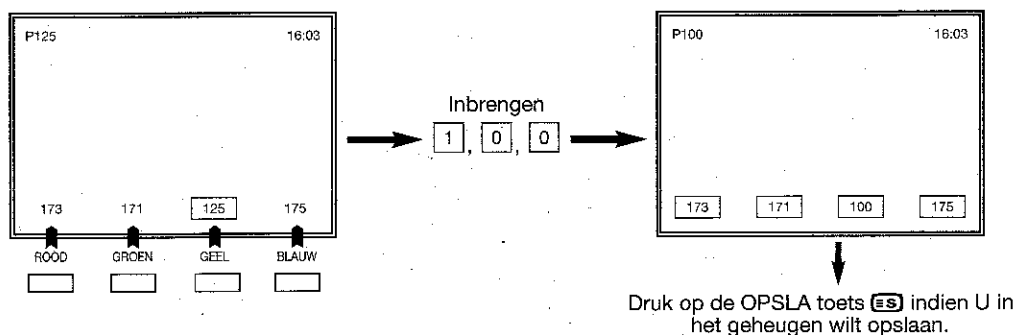 P125 16:03
173 171 125 175
ROOD GROEN GEEL BLAUW
Inbrengen
1, 0, 0
P100 16:03
173 171 100 175
Druk op de OPSLA toets ES indien U in
het geheugen wilt opslaan.